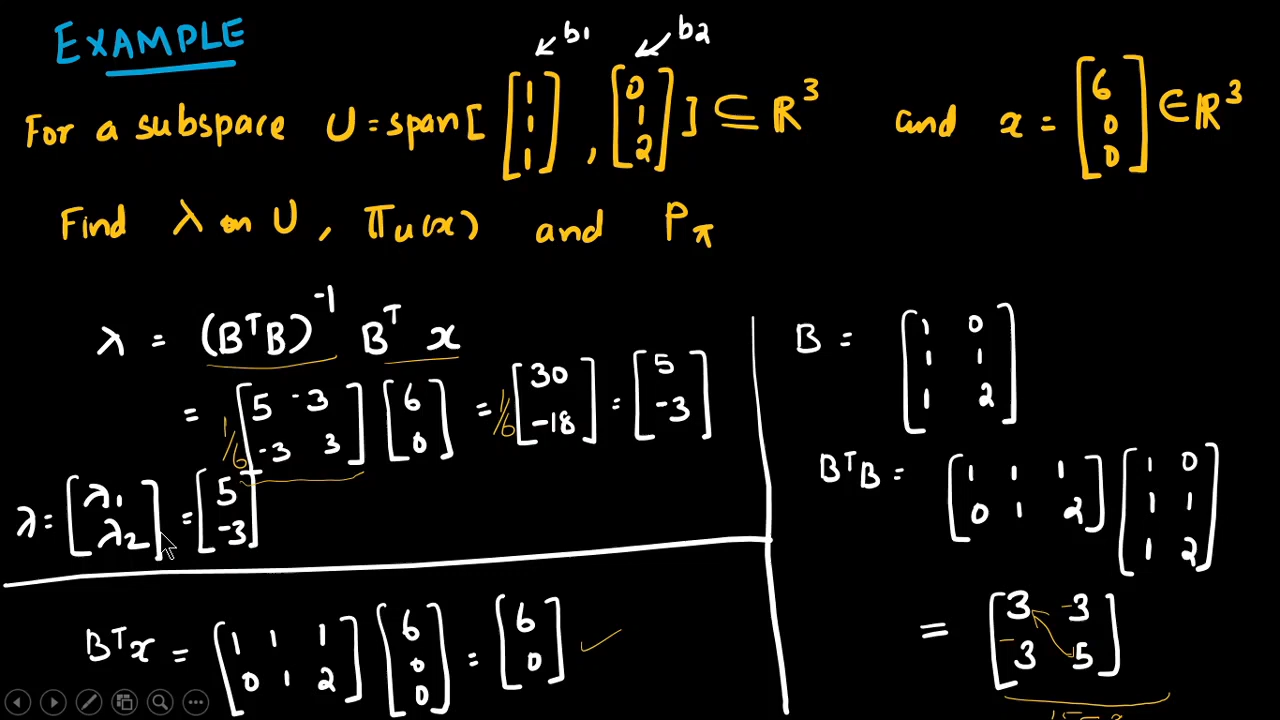 EXAMPLE
b1 b2
For a subspace U = span[ [1 1 1], [0 1 2] ] ⊆ ℝ³ and x = [6 0 0] ∈ ℝ³
Find λ on U, πu(x) and Pπ
λ = (BᵀB)⁻¹ Bᵀ x
= 1/6 [5 -3; -3 3] [6; 0] = 1/6 [30; -18] = [5; -3]
λ = [λ1; λ2] = [5; -3]
Bᵀx = [1 1 1; 0 1 2] [6; 0; 0] = [6; 0] ✓
B = [1 0; 1 1; 1 2]
BᵀB = [1 1 1; 0 1 2] [1 0; 1 1; 1 2]
= [3 -3; -3 5]